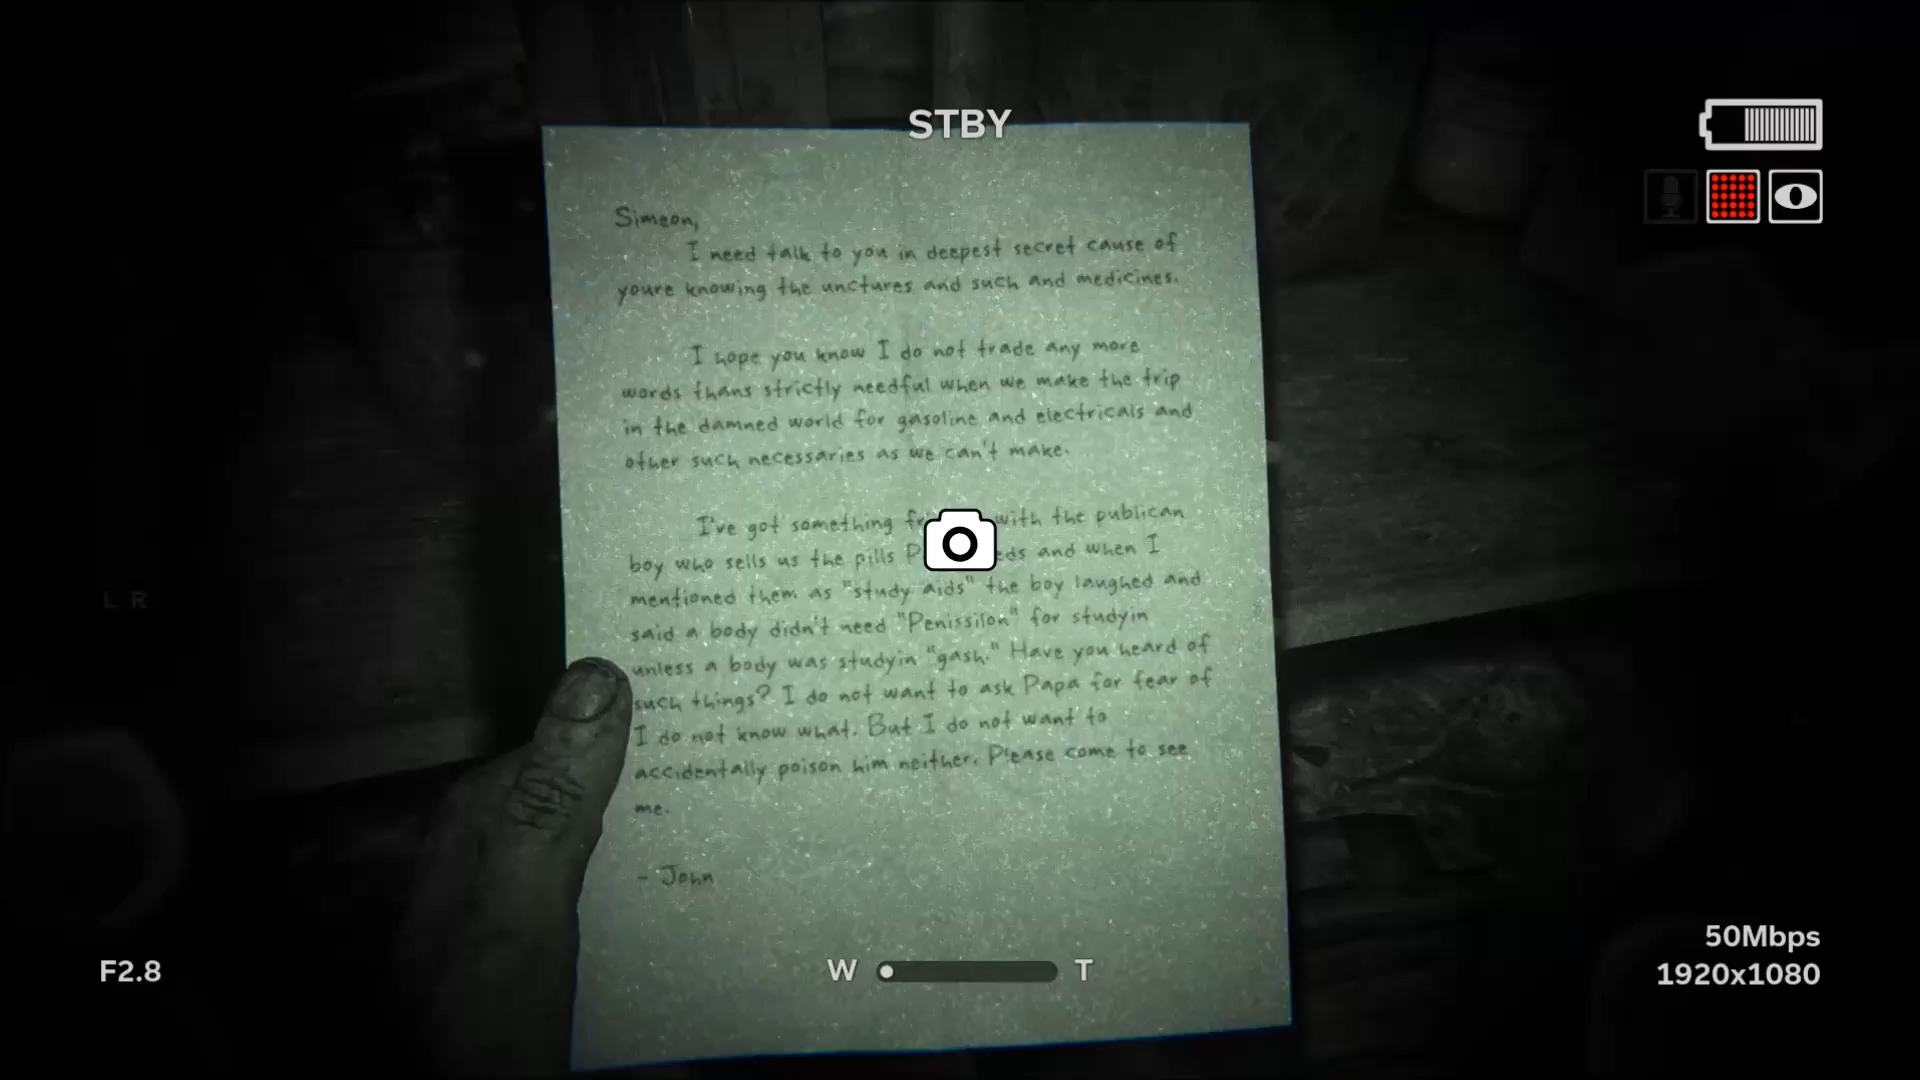 STBY
Simeon,
I need talk to you in deepest secret cause of
youre knowing the unctures and such and medicines.
I hope you know I do not trade any more
words thans strictly needful when we make the trip
in the damned world for gasoline and electricals and
other such necessaries as we can't make.
I've got something with the publican
boy who sells us the pills and when I
mentioned them as "study aids" the boy laughed and
said a body didn't need "Penissilon" for studyin
unless a body was studyin "gash." Have you heard of
such things? I do not want to ask Papa for fear of
I do not know what. But I do not want to
accidentally poison him neither. Please come to see
me.
- John
L R
F2.8
W T
50Mbps
1920x1080